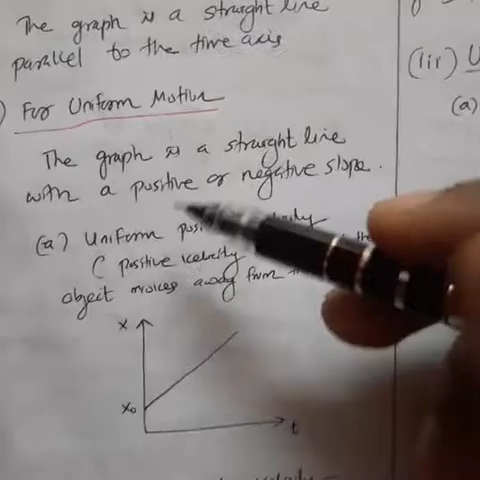 The graph is a straight line
parallel to the time axis
) For Uniform Motion
The graph is a straight line
with a positive or negative slope.
(a) Uniform
( positive velocity
object moves away from
x
x₀
t
(iii) U
(a)